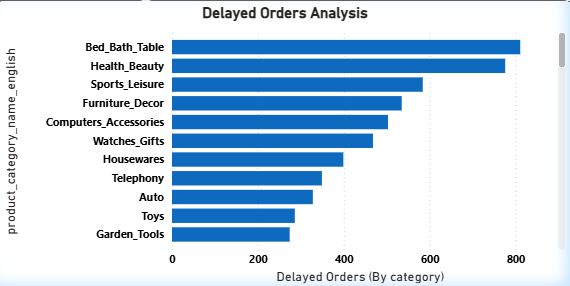 Delayed Orders Analysis
product_category_name_english
Bed_Bath_Table
Health_Beauty
Sports_Leisure
Furniture_Decor
Computers_Accessories
Watches_Gifts
Housewares
Telephony
Auto
Toys
Garden_Tools
0 200 400 600 800
Delayed Orders (By category)